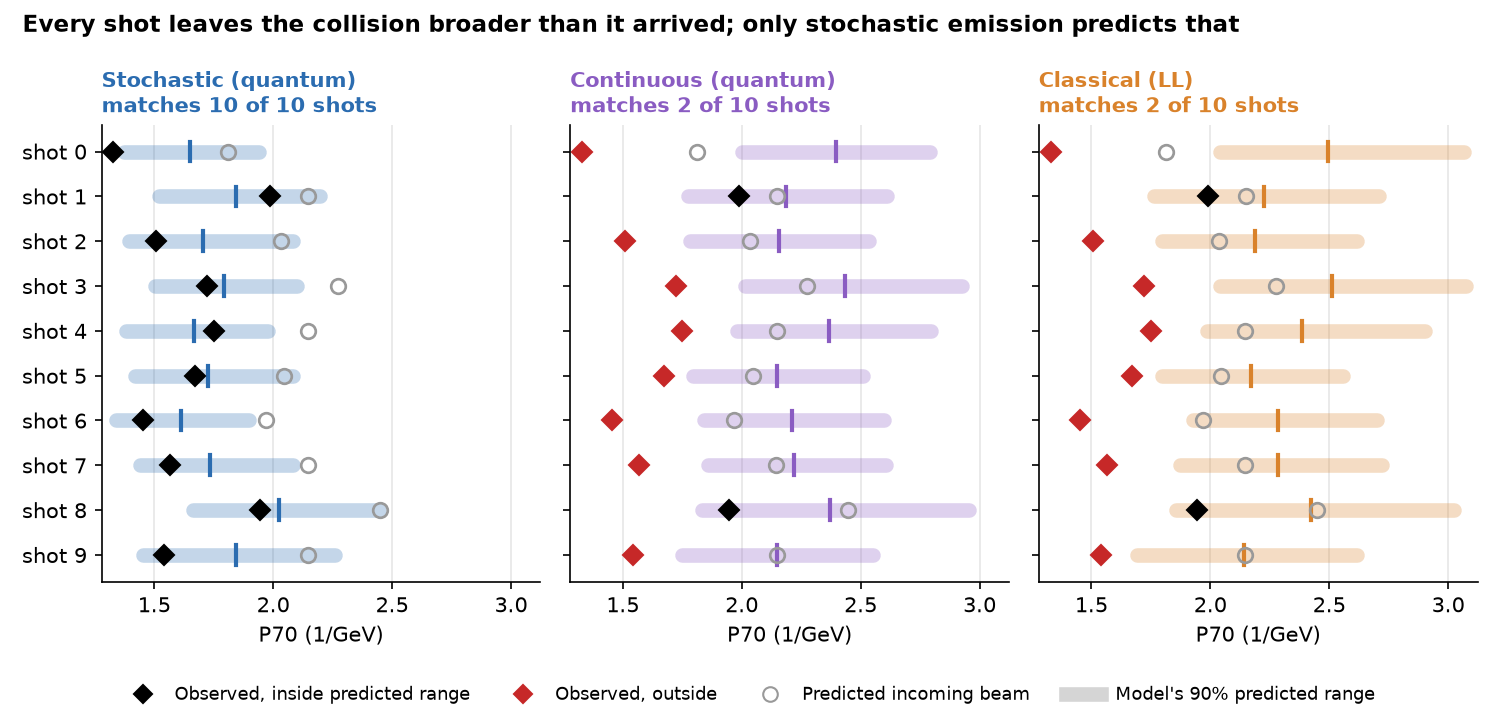 Every shot leaves the collision broader than it arrived; only stochastic emission predicts that
Stochastic (quantum)
matches 10 of 10 shots
Continuous (quantum)
matches 2 of 10 shots
Classical (LL)
matches 2 of 10 shots
shot 0
shot 1
shot 2
shot 3
shot 4
shot 5
shot 6
shot 7
shot 8
shot 9
1.5 2.0 2.5 3.0
1.5 2.0 2.5 3.0
1.5 2.0 2.5 3.0
P70 (1/GeV)
P70 (1/GeV)
P70 (1/GeV)
Observed, inside predicted range
Observed, outside
Predicted incoming beam
Model's 90% predicted range